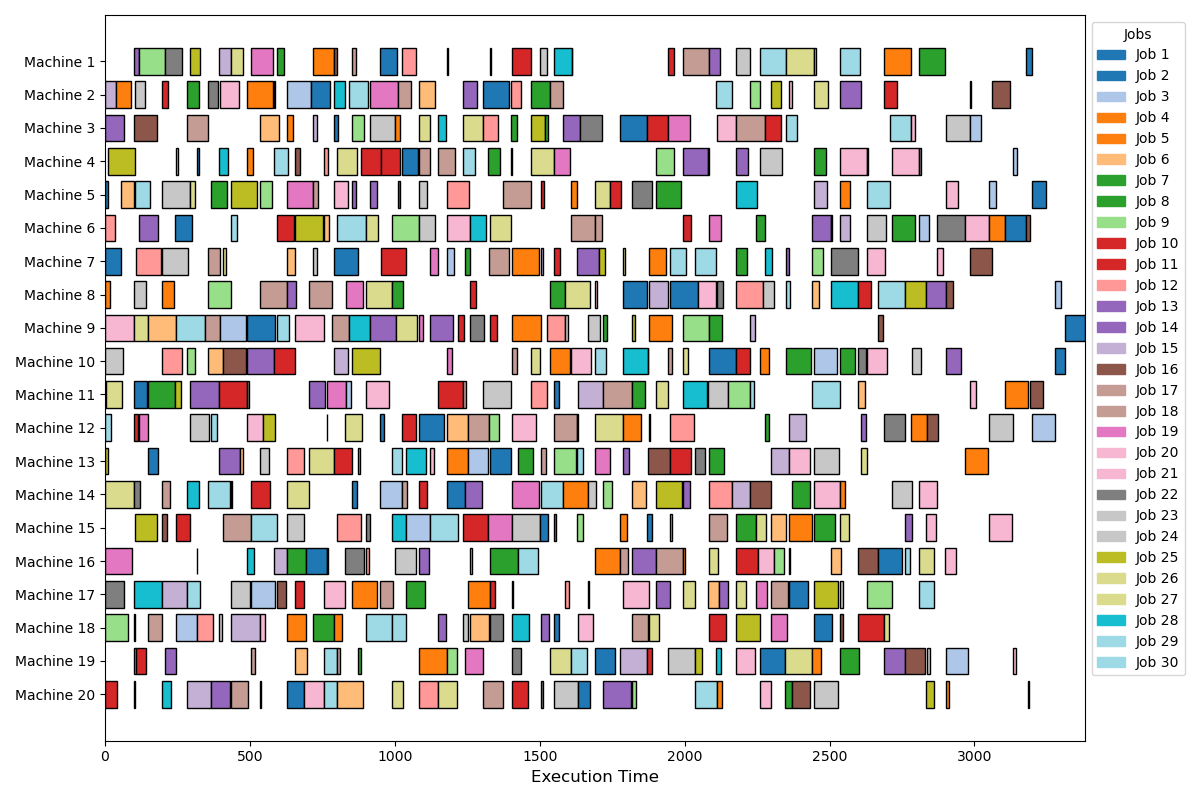 Machine 1
Machine 2
Machine 3
Machine 4
Machine 5
Machine 6
Machine 7
Machine 8
Machine 9
Machine 10
Machine 11
Machine 12
Machine 13
Machine 14
Machine 15
Machine 16
Machine 17
Machine 18
Machine 19
Machine 20
0 500 1000 1500 2000 2500 3000
Execution Time
Jobs
Job 1
Job 2
Job 3
Job 4
Job 5
Job 6
Job 7
Job 8
Job 9
Job 10
Job 11
Job 12
Job 13
Job 14
Job 15
Job 16
Job 17
Job 18
Job 19
Job 20
Job 21
Job 22
Job 23
Job 24
Job 25
Job 26
Job 27
Job 28
Job 29
Job 30